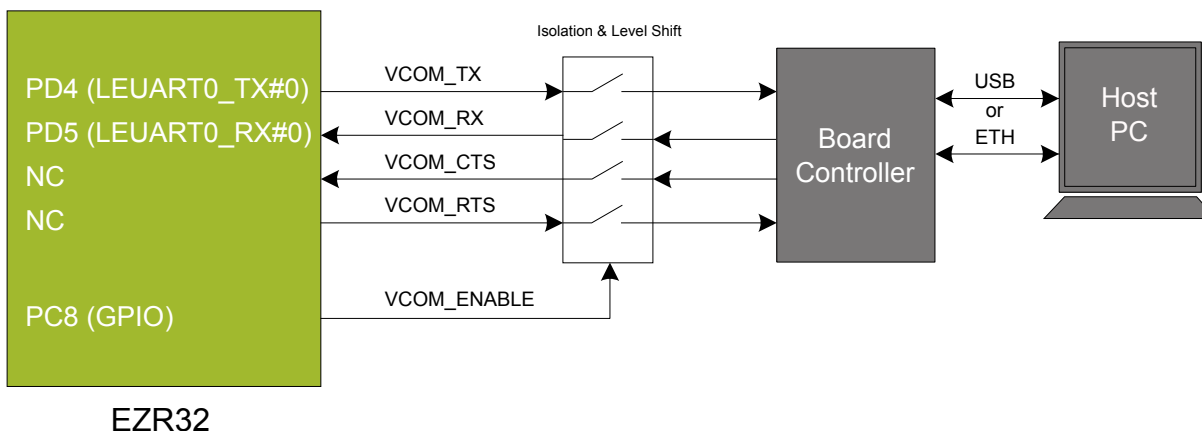 Isolation & Level Shift
PD4 (LEUART0_TX#0)
VCOM_TX
PD5 (LEUART0_RX#0)
VCOM_RX
NC
VCOM_CTS
NC
VCOM_RTS
PC8 (GPIO)
VCOM_ENABLE
Board
Controller
USB
or
ETH
Host
PC
EZR32